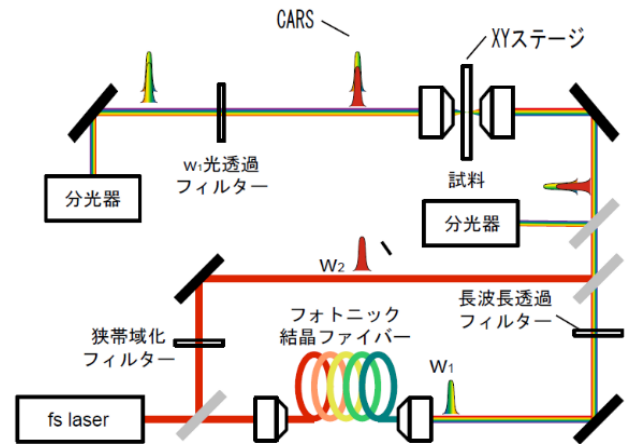 CARS
XYステージ
w₁光透過
フィルター
試料
分光器
分光器
w₂
長波長透過
フィルター
フォトニック
結晶ファイバー
狭帯域化
フィルター
w₁
fs laser